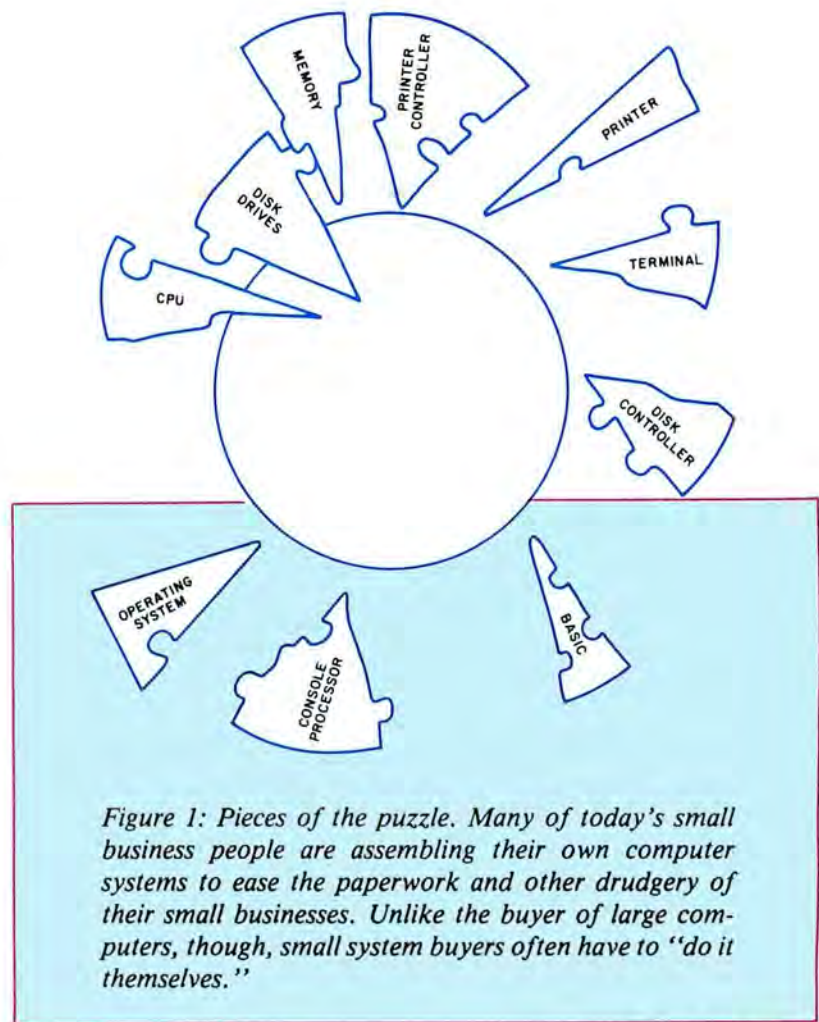 MEMORY
PRINTER
CONTROLLER
PRINTER
DISK
DRIVES
TERMINAL
CPU
DISK
CONTROLLER
OPERATING
SYSTEM
CONSOLE
PROCESSOR
BASIC
Figure 1: Pieces of the puzzle. Many of today's small
business people are assembling their own computer
systems to ease the paperwork and other drudgery of
their small businesses. Unlike the buyer of large com-
puters, though, small system buyers often have to "do it
themselves."